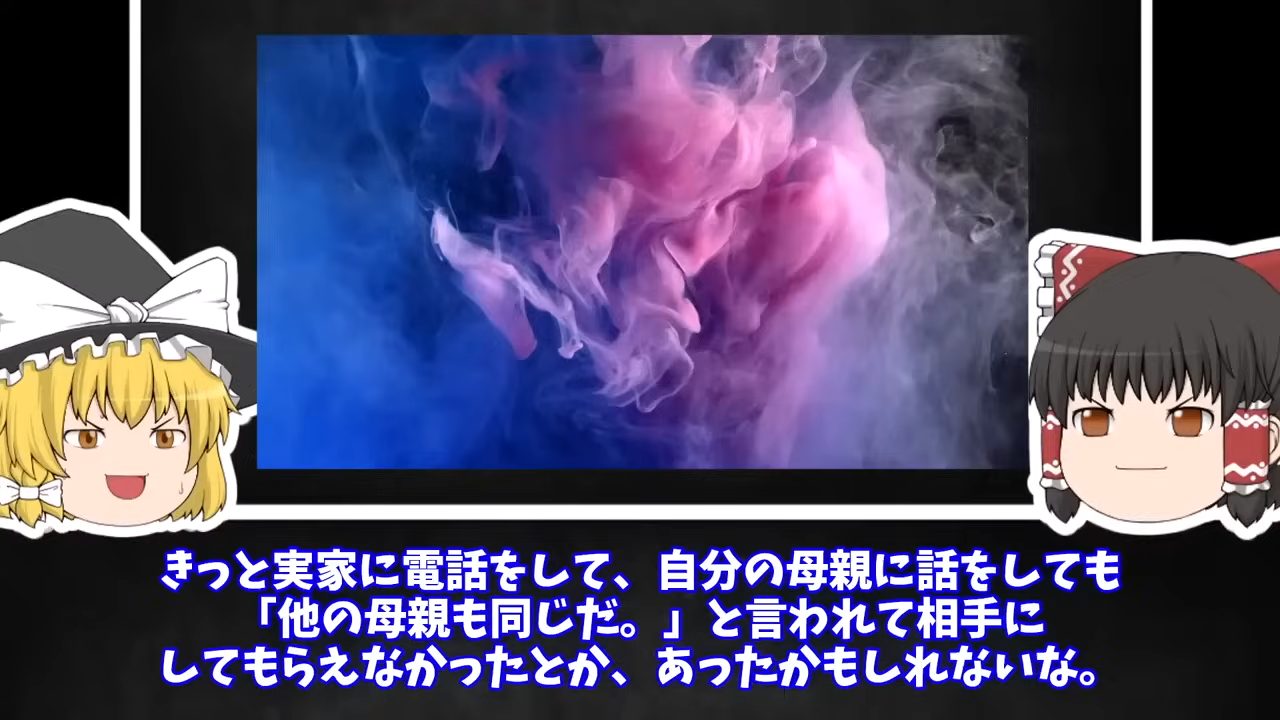 きっと実家に電話をして、自分の母親に話をしても
「他の母親も同じだ。」と言われて相手に
してもらえなかったとか、あったかもしれないな。